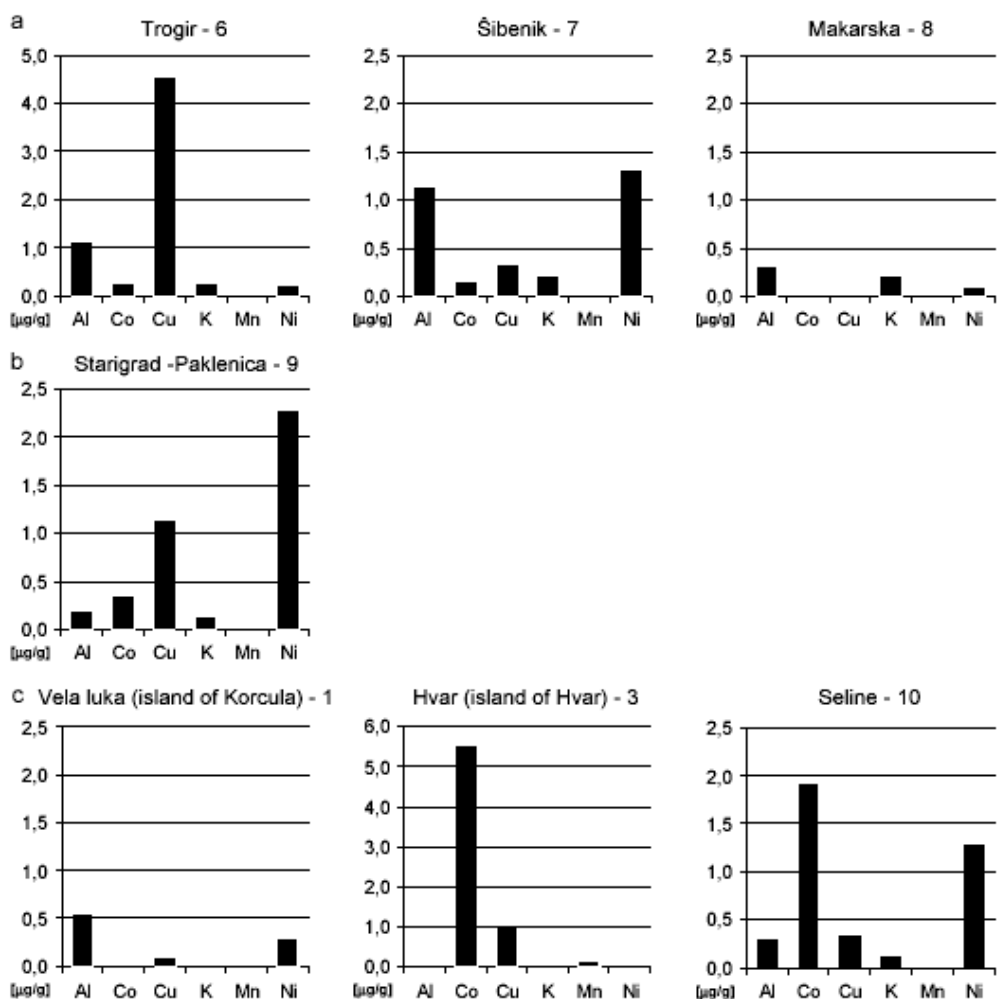 a
Trogir - 6
Ŝibenik - 7
Makarska - 8
5,0
4,0
3,0
2,0
1,0
0,0
[µg/g] Al Co Cu K Mn Ni
2,5
2,0
1,5
1,0
0,5
0,0
[µg/g] Al Co Cu K Mn Ni
2,5
2,0
1,5
1,0
0,5
0,0
[µg/g] Al Co Cu K Mn Ni
b
Starigrad -Paklenica - 9
2,5
2,0
1,5
1,0
0,5
0,0
[µg/g] Al Co Cu K Mn Ni
c Vela luka (island of Korcula) - 1
Hvar (island of Hvar) - 3
Seline - 10
2,5
2,0
1,5
1,0
0,5
0,0
[µg/g] Al Co Cu K Mn Ni
6,0
5,0
4,0
3,0
2,0
1,0
0,0
[µg/g] Al Co Cu K Mn Ni
2,5
2,0
1,5
1,0
0,5
0,0
[µg/g] Al Co Cu K Mn Ni